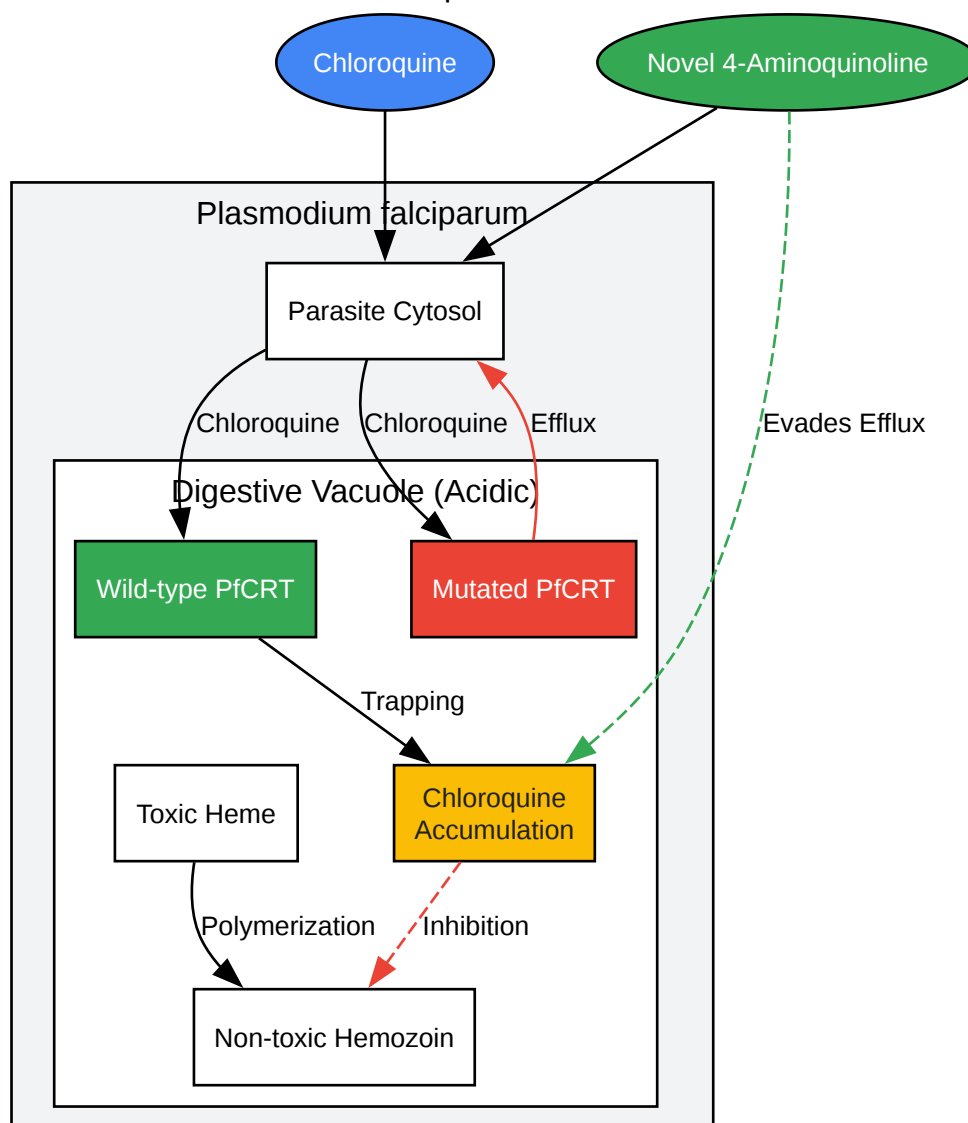 Chloroquine
Novel 4-Aminoquinoline
Plasmodium falciparum
Parasite Cytosol
Chloroquine
Chloroquine
Efflux
Evades Efflux
Digestive Vacuole (Acidic)
Wild-type PfCRT
Mutated PfCRT
Trapping
Toxic Heme
Chloroquine
Accumulation
Polymerization
Inhibition
Non-toxic Hemozoin